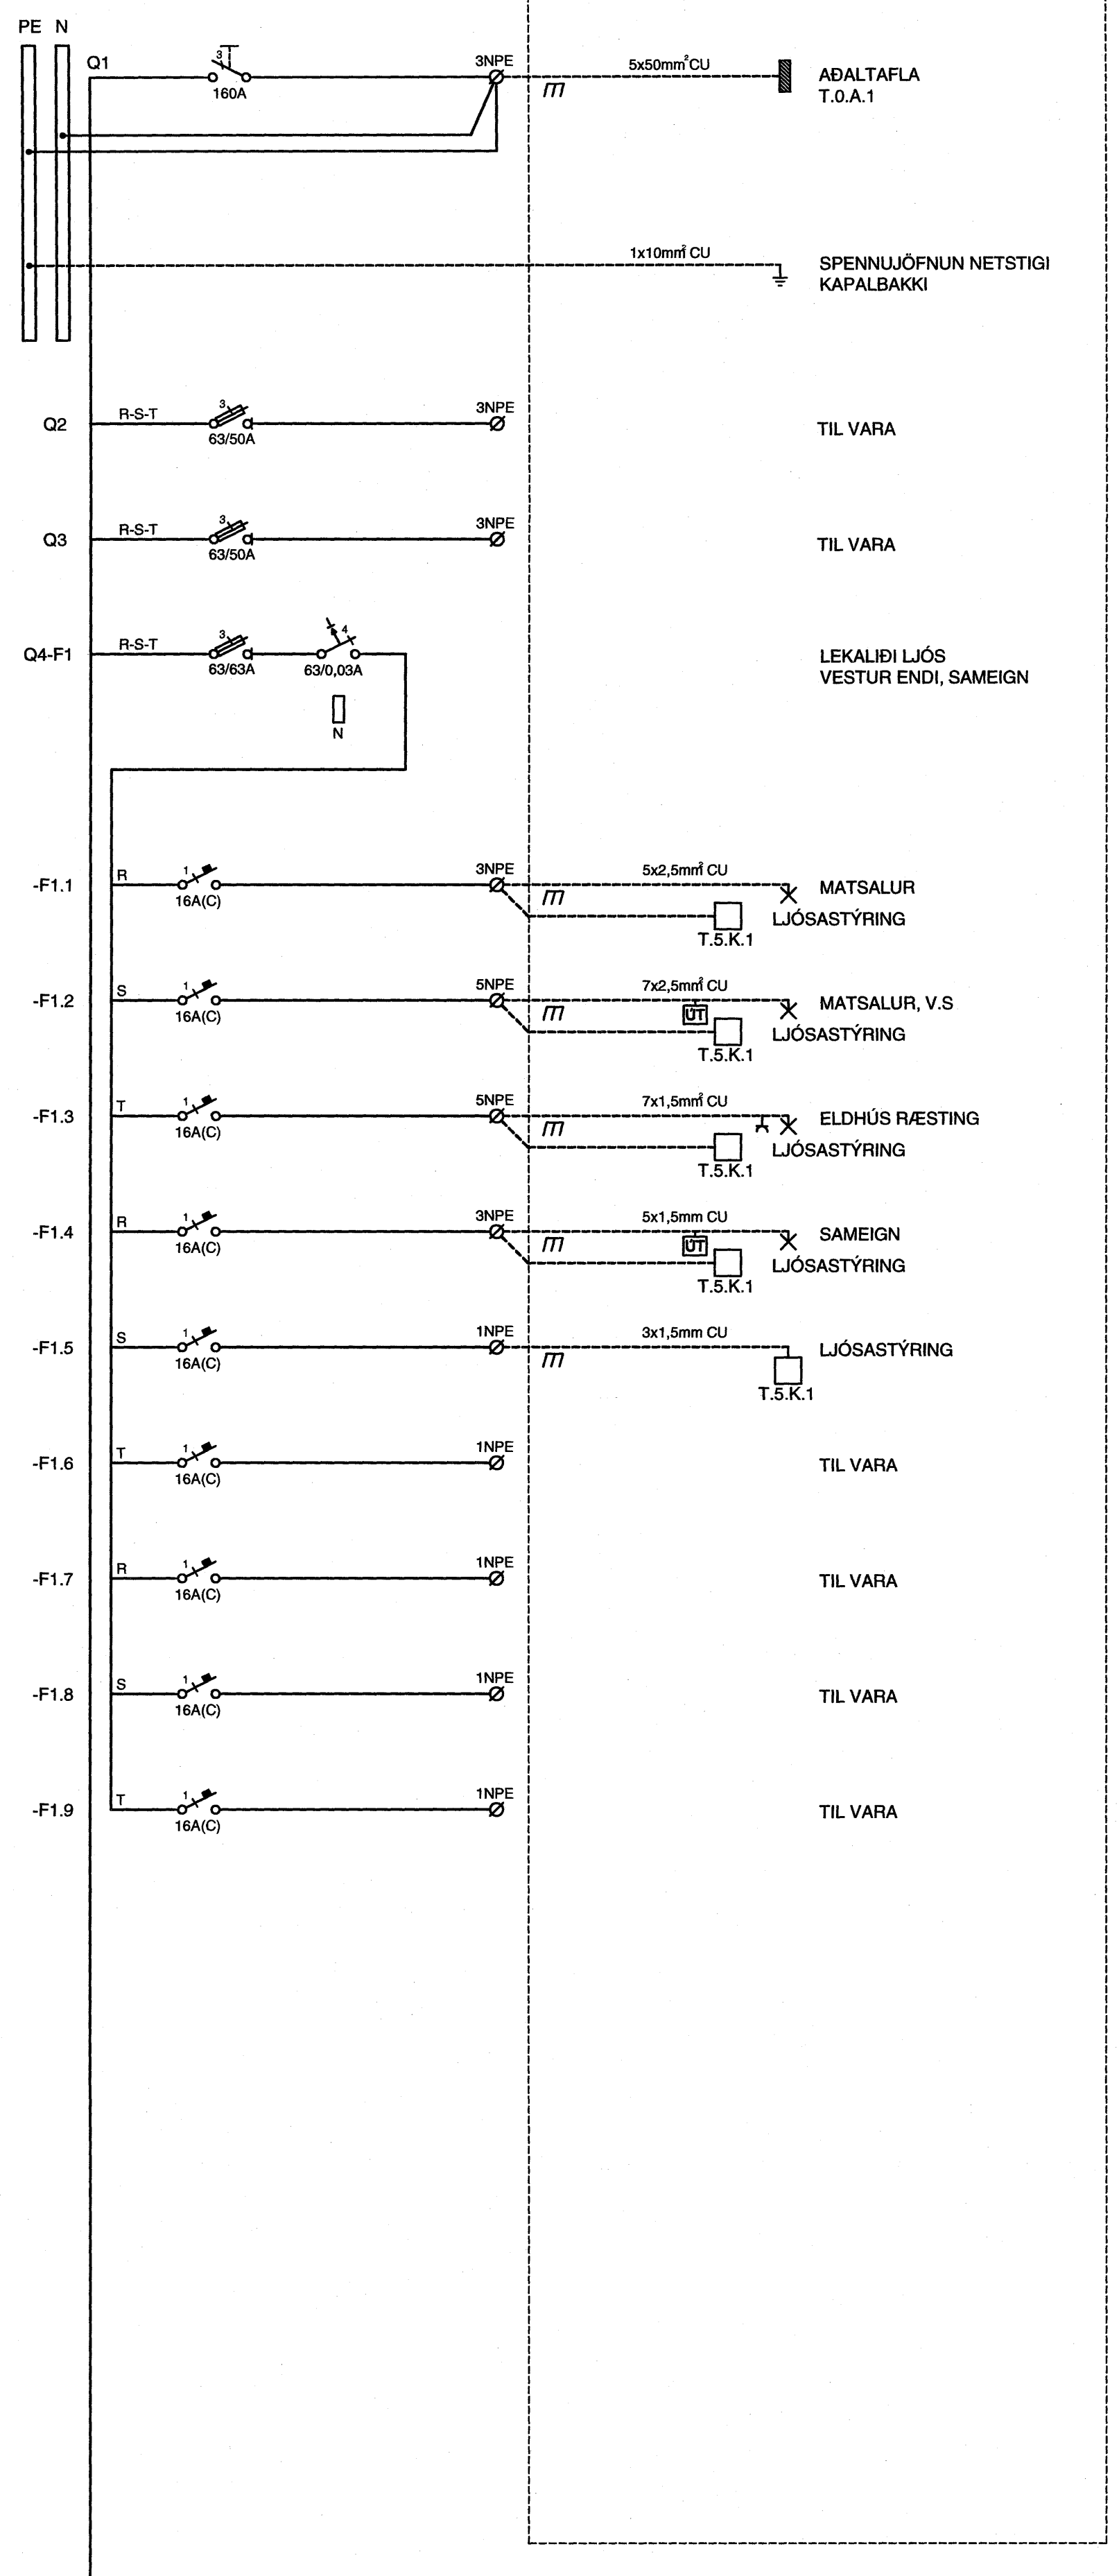 PE N
Q1
3
160A
3NPE
5x50mm² CU
AÐALTAFLA
T.0.A.1
1x10mm² CU
SPENNUJÖFNUN NETSTIGI
KAPALBAKKI
Q2
R-S-T
3
63/50A
3NPE
TIL VARA
Q3
R-S-T
3
63/50A
3NPE
TIL VARA
Q4-F1
R-S-T
3
63/63A
4
63/0,03A
N
LEKALIÐI LJÓS
VESTUR ENDI, SAMEIGN
-F1.1
R
1
16A(C)
3NPE
5x2,5mm² CU
MATSALUR
LJÓSASTÝRING
T.5.K.1
-F1.2
S
1
16A(C)
5NPE
7x2,5mm² CU
ÚT
MATSALUR, V.S
LJÓSASTÝRING
T.5.K.1
-F1.3
T
1
16A(C)
5NPE
7x1,5mm² CU
ELDHÚS RÆSTING
LJÓSASTÝRING
T.5.K.1
-F1.4
R
1
16A(C)
3NPE
5x1,5mm CU
ÚT
SAMEIGN
LJÓSASTÝRING
T.5.K.1
-F1.5
S
1
16A(C)
1NPE
3x1,5mm CU
LJÓSASTÝRING
T.5.K.1
-F1.6
T
1
16A(C)
1NPE
TIL VARA
-F1.7
R
1
16A(C)
1NPE
TIL VARA
-F1.8
S
1
16A(C)
1NPE
TIL VARA
-F1.9
T
1
16A(C)
1NPE
TIL VARA